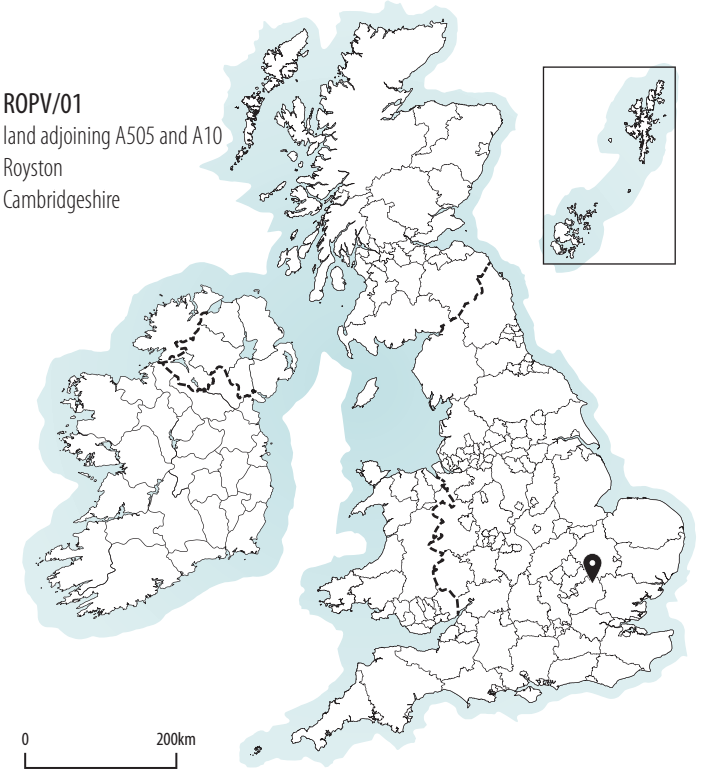 ROPV/01
land adjoining A505 and A10
Royston
Cambridgeshire
0 200km